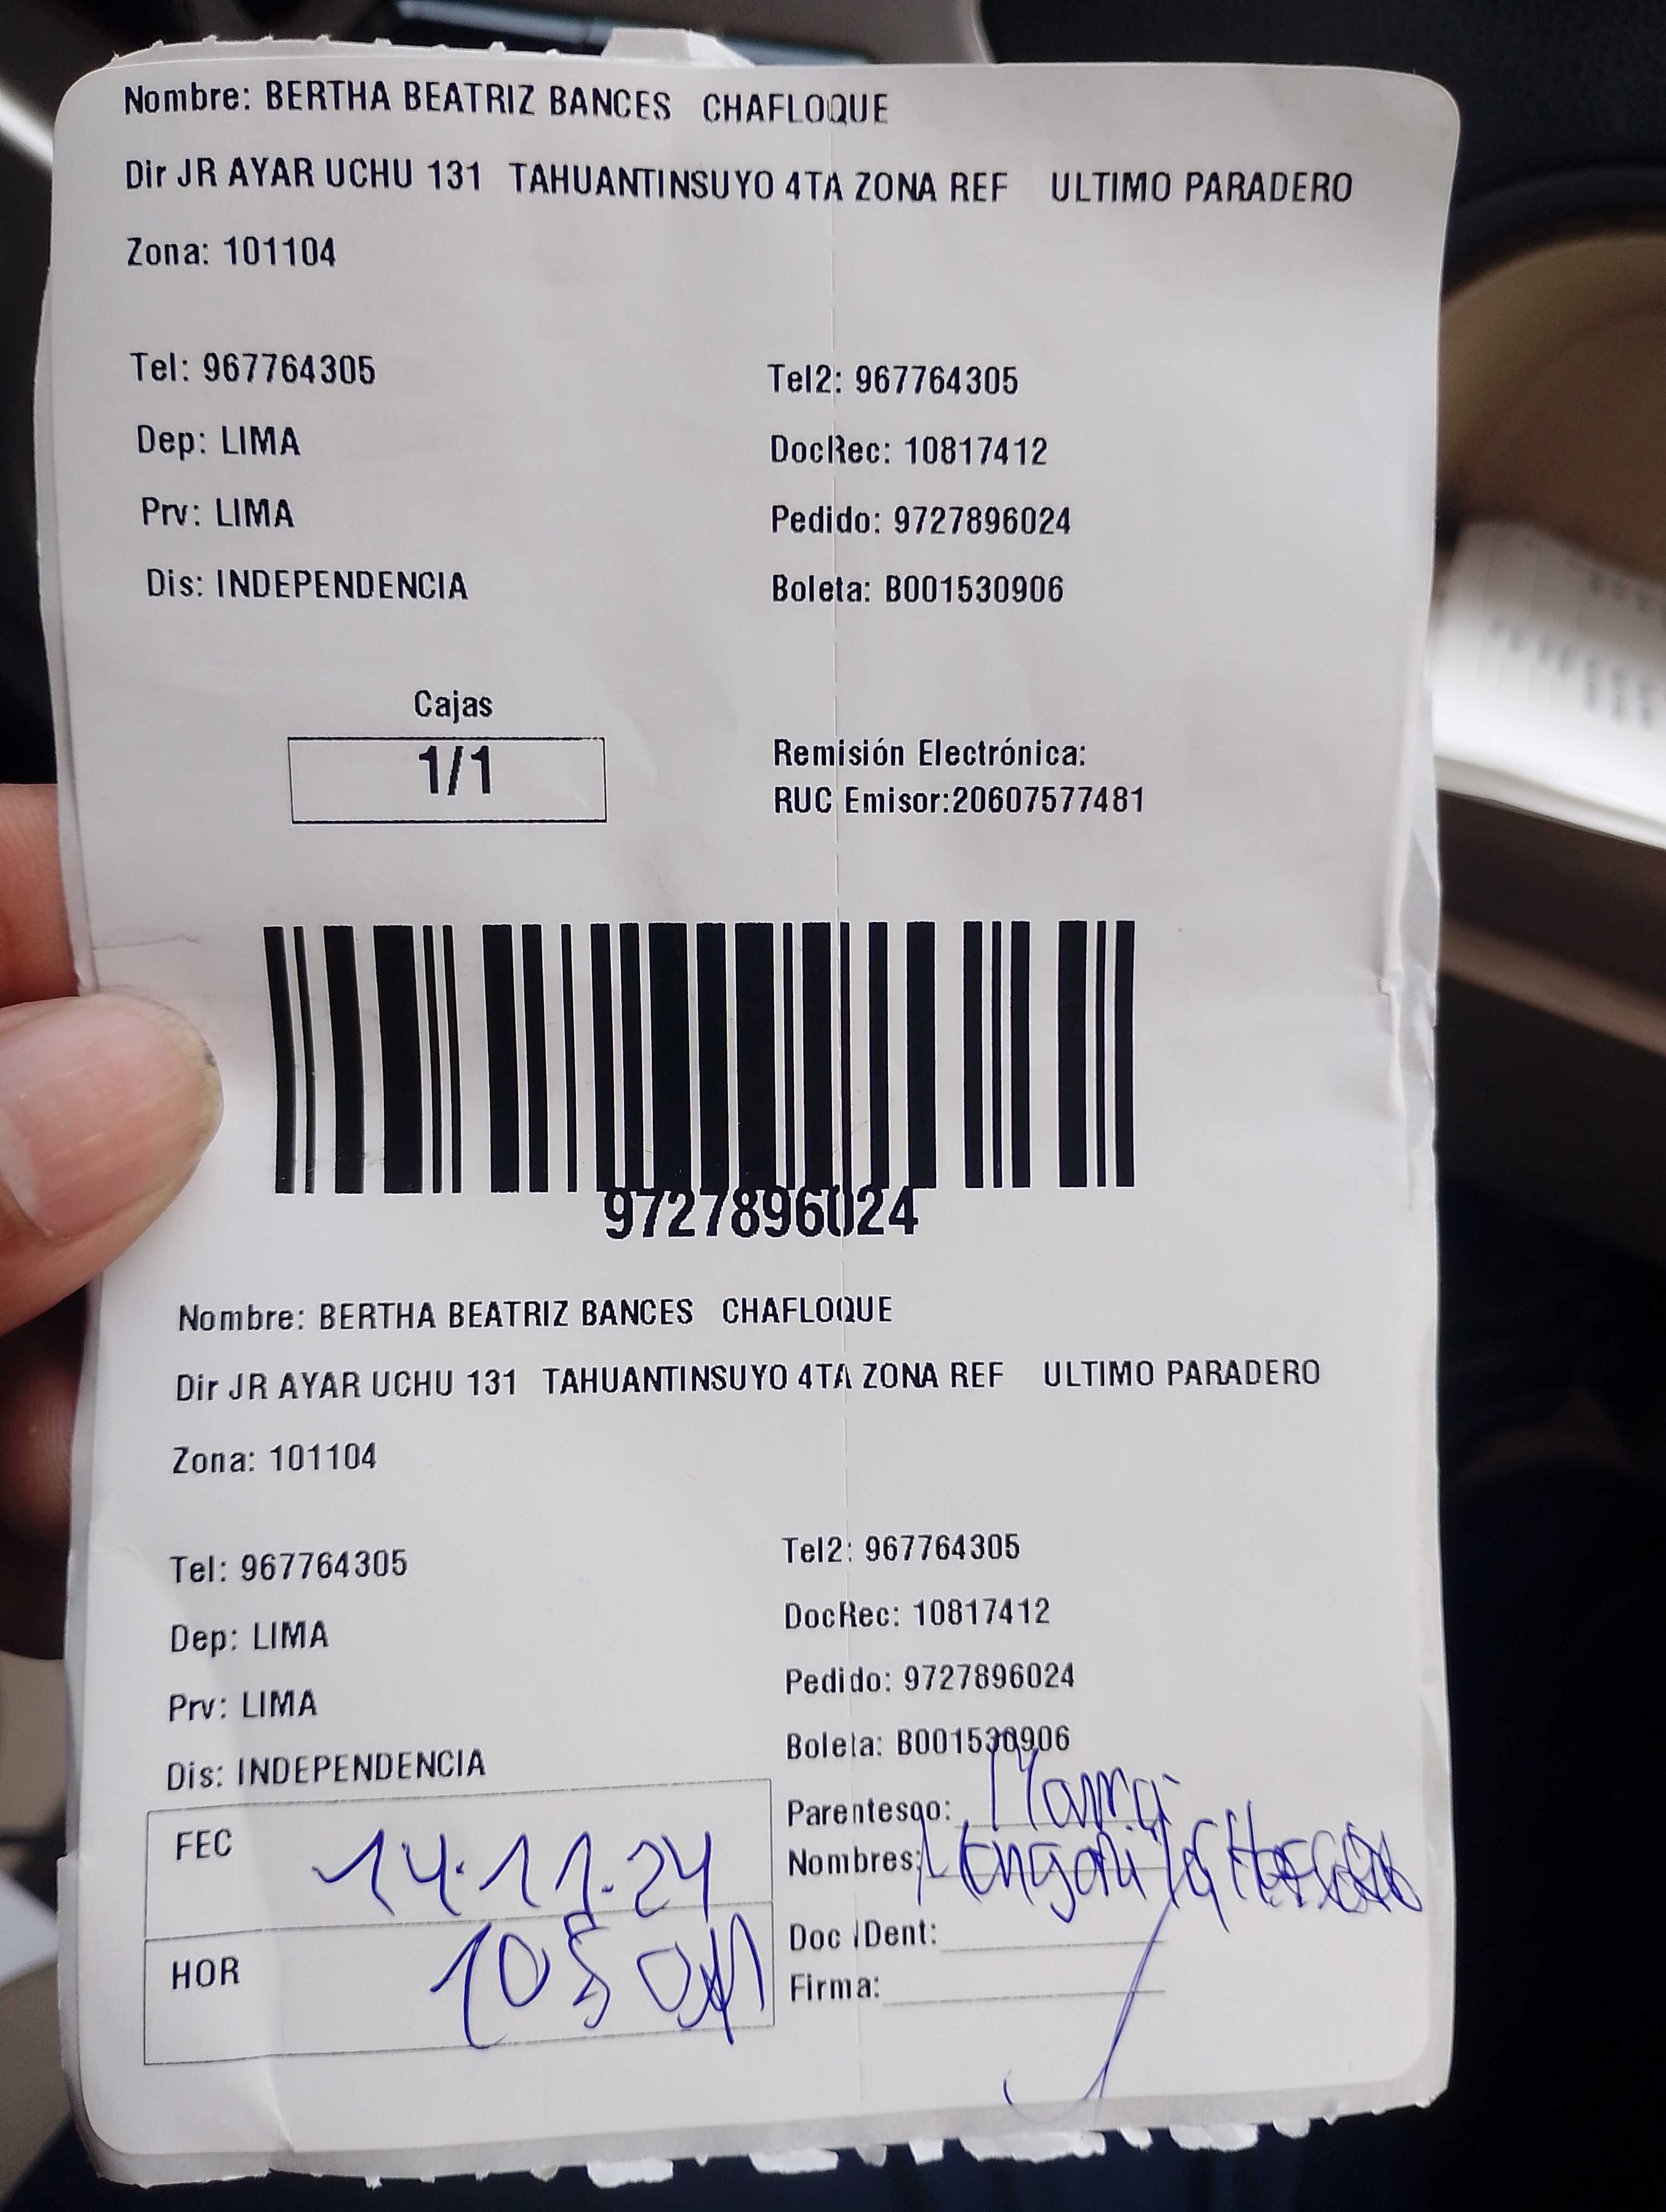 Nombre: BERTHA BEATRIZ BANCES CHAFLOQUE
Dir JR AYAR UCHU 131 TAHUANTINSUYO 4TA ZONA REF ULTIMO PARADERO
Zona: 101104
Tel: 967764305 Tel2: 967764305
Dep: LIMA DocRec: 10817412
Prv: LIMA Pedido: 9727896024
Dis: INDEPENDENCIA Boleta: B001530906
Cajas
1/1
Remisión Electrónica:
RUC Emisor:20607577481
9727896024
Nombre: BERTHA BEATRIZ BANCES CHAFLOQUE
Dir JR AYAR UCHU 131 TAHUANTINSUYO 4TA ZONA REF ULTIMO PARADERO
Zona: 101104
Tel: 967764305 Tel2: 967764305
Dep: LIMA DocRec: 10817412
Prv: LIMA Pedido: 9727896024
Dis: INDEPENDENCIA Boleta: B001530906
FEC 14.11.24
HOR
Parentesqo: Mamá
Nombres:
Doc IDent:
Firma: